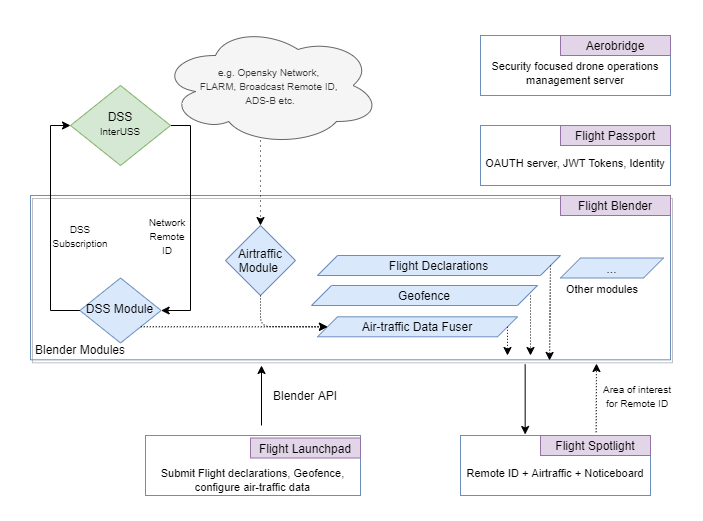 Aerobridge
Security focused drone operations
management server
e.g. Opensky Network,
FLARM, Broadcast Remote ID,
ADS-B etc.
DSS
InterUSS
Flight Passport
OAUTH server, JWT Tokens, Identity
Flight Blender
DSS
Subscription
Network
Remote
ID
Airtraffic
Module
Flight Declarations
...
Other modules
Geofence
DSS Module
Air-traffic Data Fuser
Blender Modules
Blender API
Area of interest
for Remote ID
Flight Launchpad
Submit Flight declarations, Geofence,
configure air-traffic data
Flight Spotlight
Remote ID + Airtraffic + Noticeboard